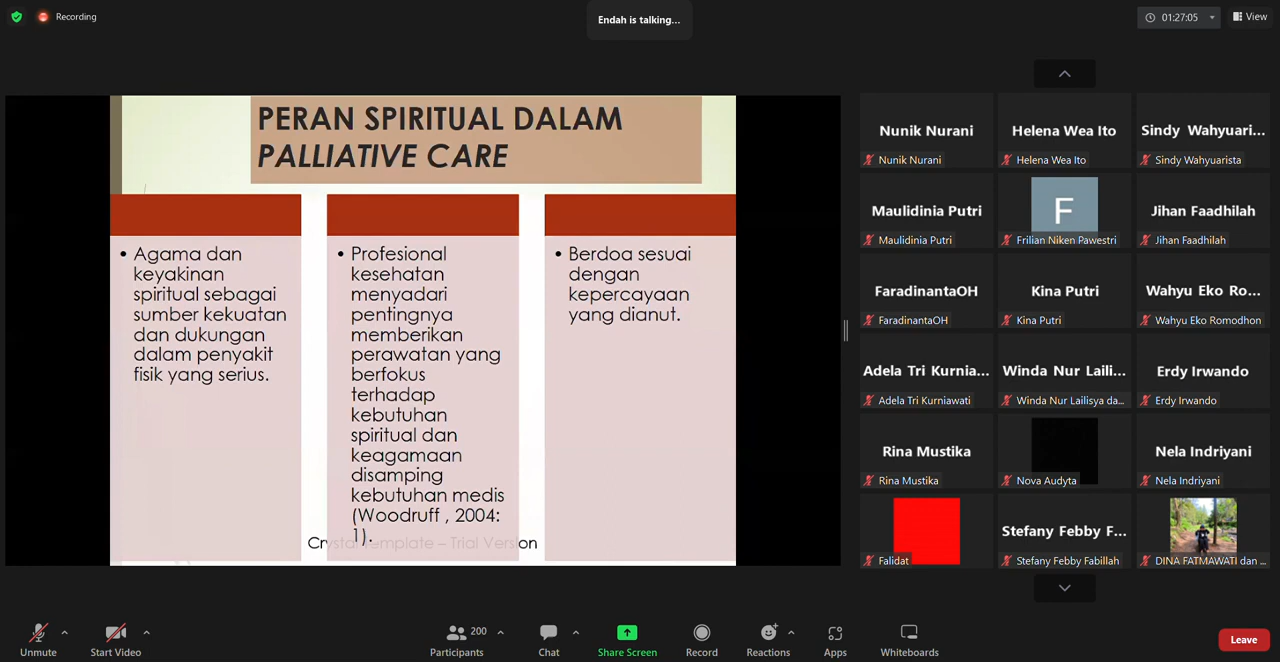 Recording
Endah is talking...
01:27:05
View
PERAN SPIRITUAL DALAM
PALLIATIVE CARE
• Agama dan
keyakinan
spiritual sebagai
sumber kekuatan
dan dukungan
dalam penyakit
fisik yang serius.
• Profesional
kesehatan
menyadari
pentingnya
memberikan
perawatan yang
berfokus
terhadap
kebutuhan
spiritual dan
keagamaan
disamping
kebutuhan medis
(Woodruff , 2004:
1).
• Berdoa sesuai
dengan
kepercayaan
yang dianut.
Crystal Template – Trial Version
Nunik Nurani
Nunik Nurani
Helena Wea Ito
Helena Wea Ito
Sindy Wahyuari...
Sindy Wahyuarista
Maulidinia Putri
Maulidinia Putri
F
Frilian Niken Pawestri
Jihan Faadhilah
Jihan Faadhilah
FaradinantaOH
FaradinantaOH
Kina Putri
Kina Putri
Wahyu Eko Ro...
Wahyu Eko Romodhon
Adela Tri Kurnia...
Adela Tri Kurniawati
Winda Nur Laili...
Winda Nur Lailisya da...
Erdy Irwando
Erdy Irwando
Rina Mustika
Rina Mustika
Nova Audyta
Nela Indriyani
Nela Indriyani
Falidat
Stefany Febby F...
Stefany Febby Fabillah
DINA FATMAWATI dan ...
Unmute
Start Video
200
Participants
Chat
Share Screen
Record
Reactions
Apps
Whiteboards
Leave